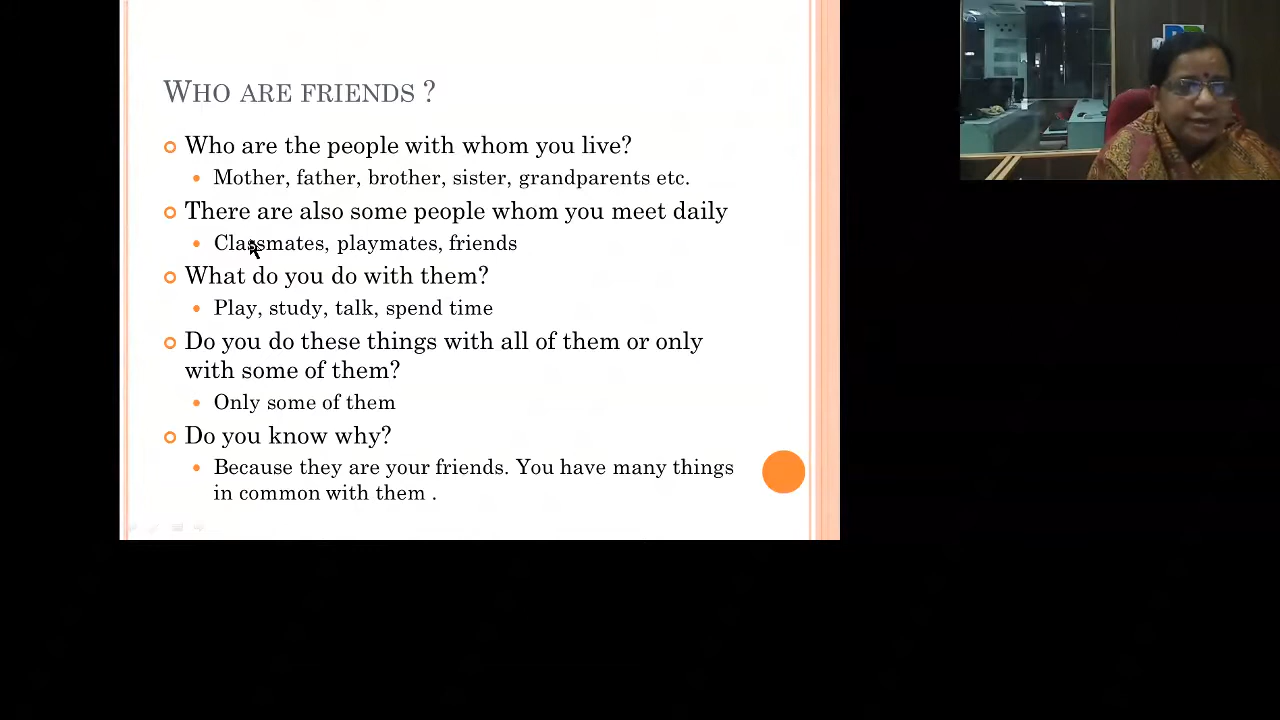 WHO ARE FRIENDS ?
Who are the people with whom you live?
Mother, father, brother, sister, grandparents etc.
There are also some people whom you meet daily
Classmates, playmates, friends
What do you do with them?
Play, study, talk, spend time
Do you do these things with all of them or only
with some of them?
Only some of them
Do you know why?
Because they are your friends. You have many things
in common with them .